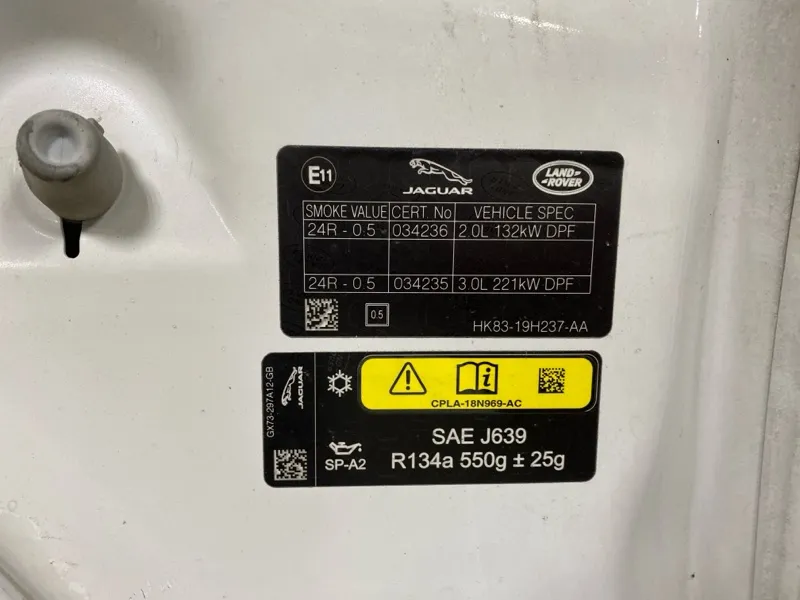 E11 JAGUAR LAND ROVER
SMOKE VALUE CERT. No VEHICLE SPEC
24R - 0.5 034236 2.0L 132kW DPF
24R - 0.5 034235 3.0L 221kW DPF
0.5 HK83-19H237-AA
GX73-297A12-GB
JAGUAR
CPLA-18N969-AC
SAE J639
SP-A2 R134a 550g ± 25g